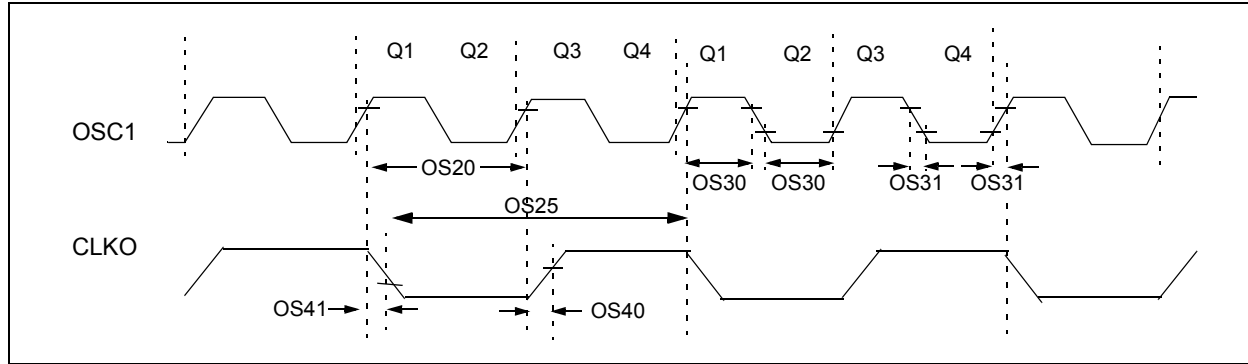 Q1 Q2 Q3 Q4 Q1 Q2 Q3 Q4
OSC1
OS20
OS30 OS30 OS31 OS31
OS25
CLKO
OS41
OS40